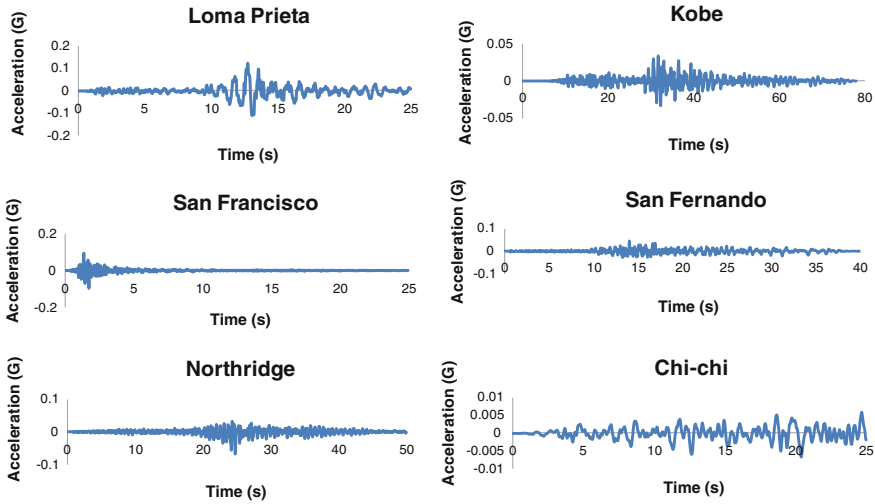 Loma Prieta
Acceleration (G)
0.2
0.1
0
-0.1
-0.2
0 5 10 15 20 25
Time (s)
Kobe
Acceleration (G)
0.05
0
-0.05
0 20 40 60 80
Time (s)
San Francisco
Acceleration (G)
0.2
0
-0.2
0 5 10 15 20 25
Time (s)
San Fernando
Acceleration (G)
0.1
0
-0.1
0 5 10 15 20 25 30 35 40
Time (s)
Northridge
Acceleration (G)
0.1
0
-0.1
0 10 20 30 40 50
Time (s)
Chi-chi
Acceleration (G)
0.01
0.005
0
-0.005
-0.01
0 5 10 15 20 25
Time (s)